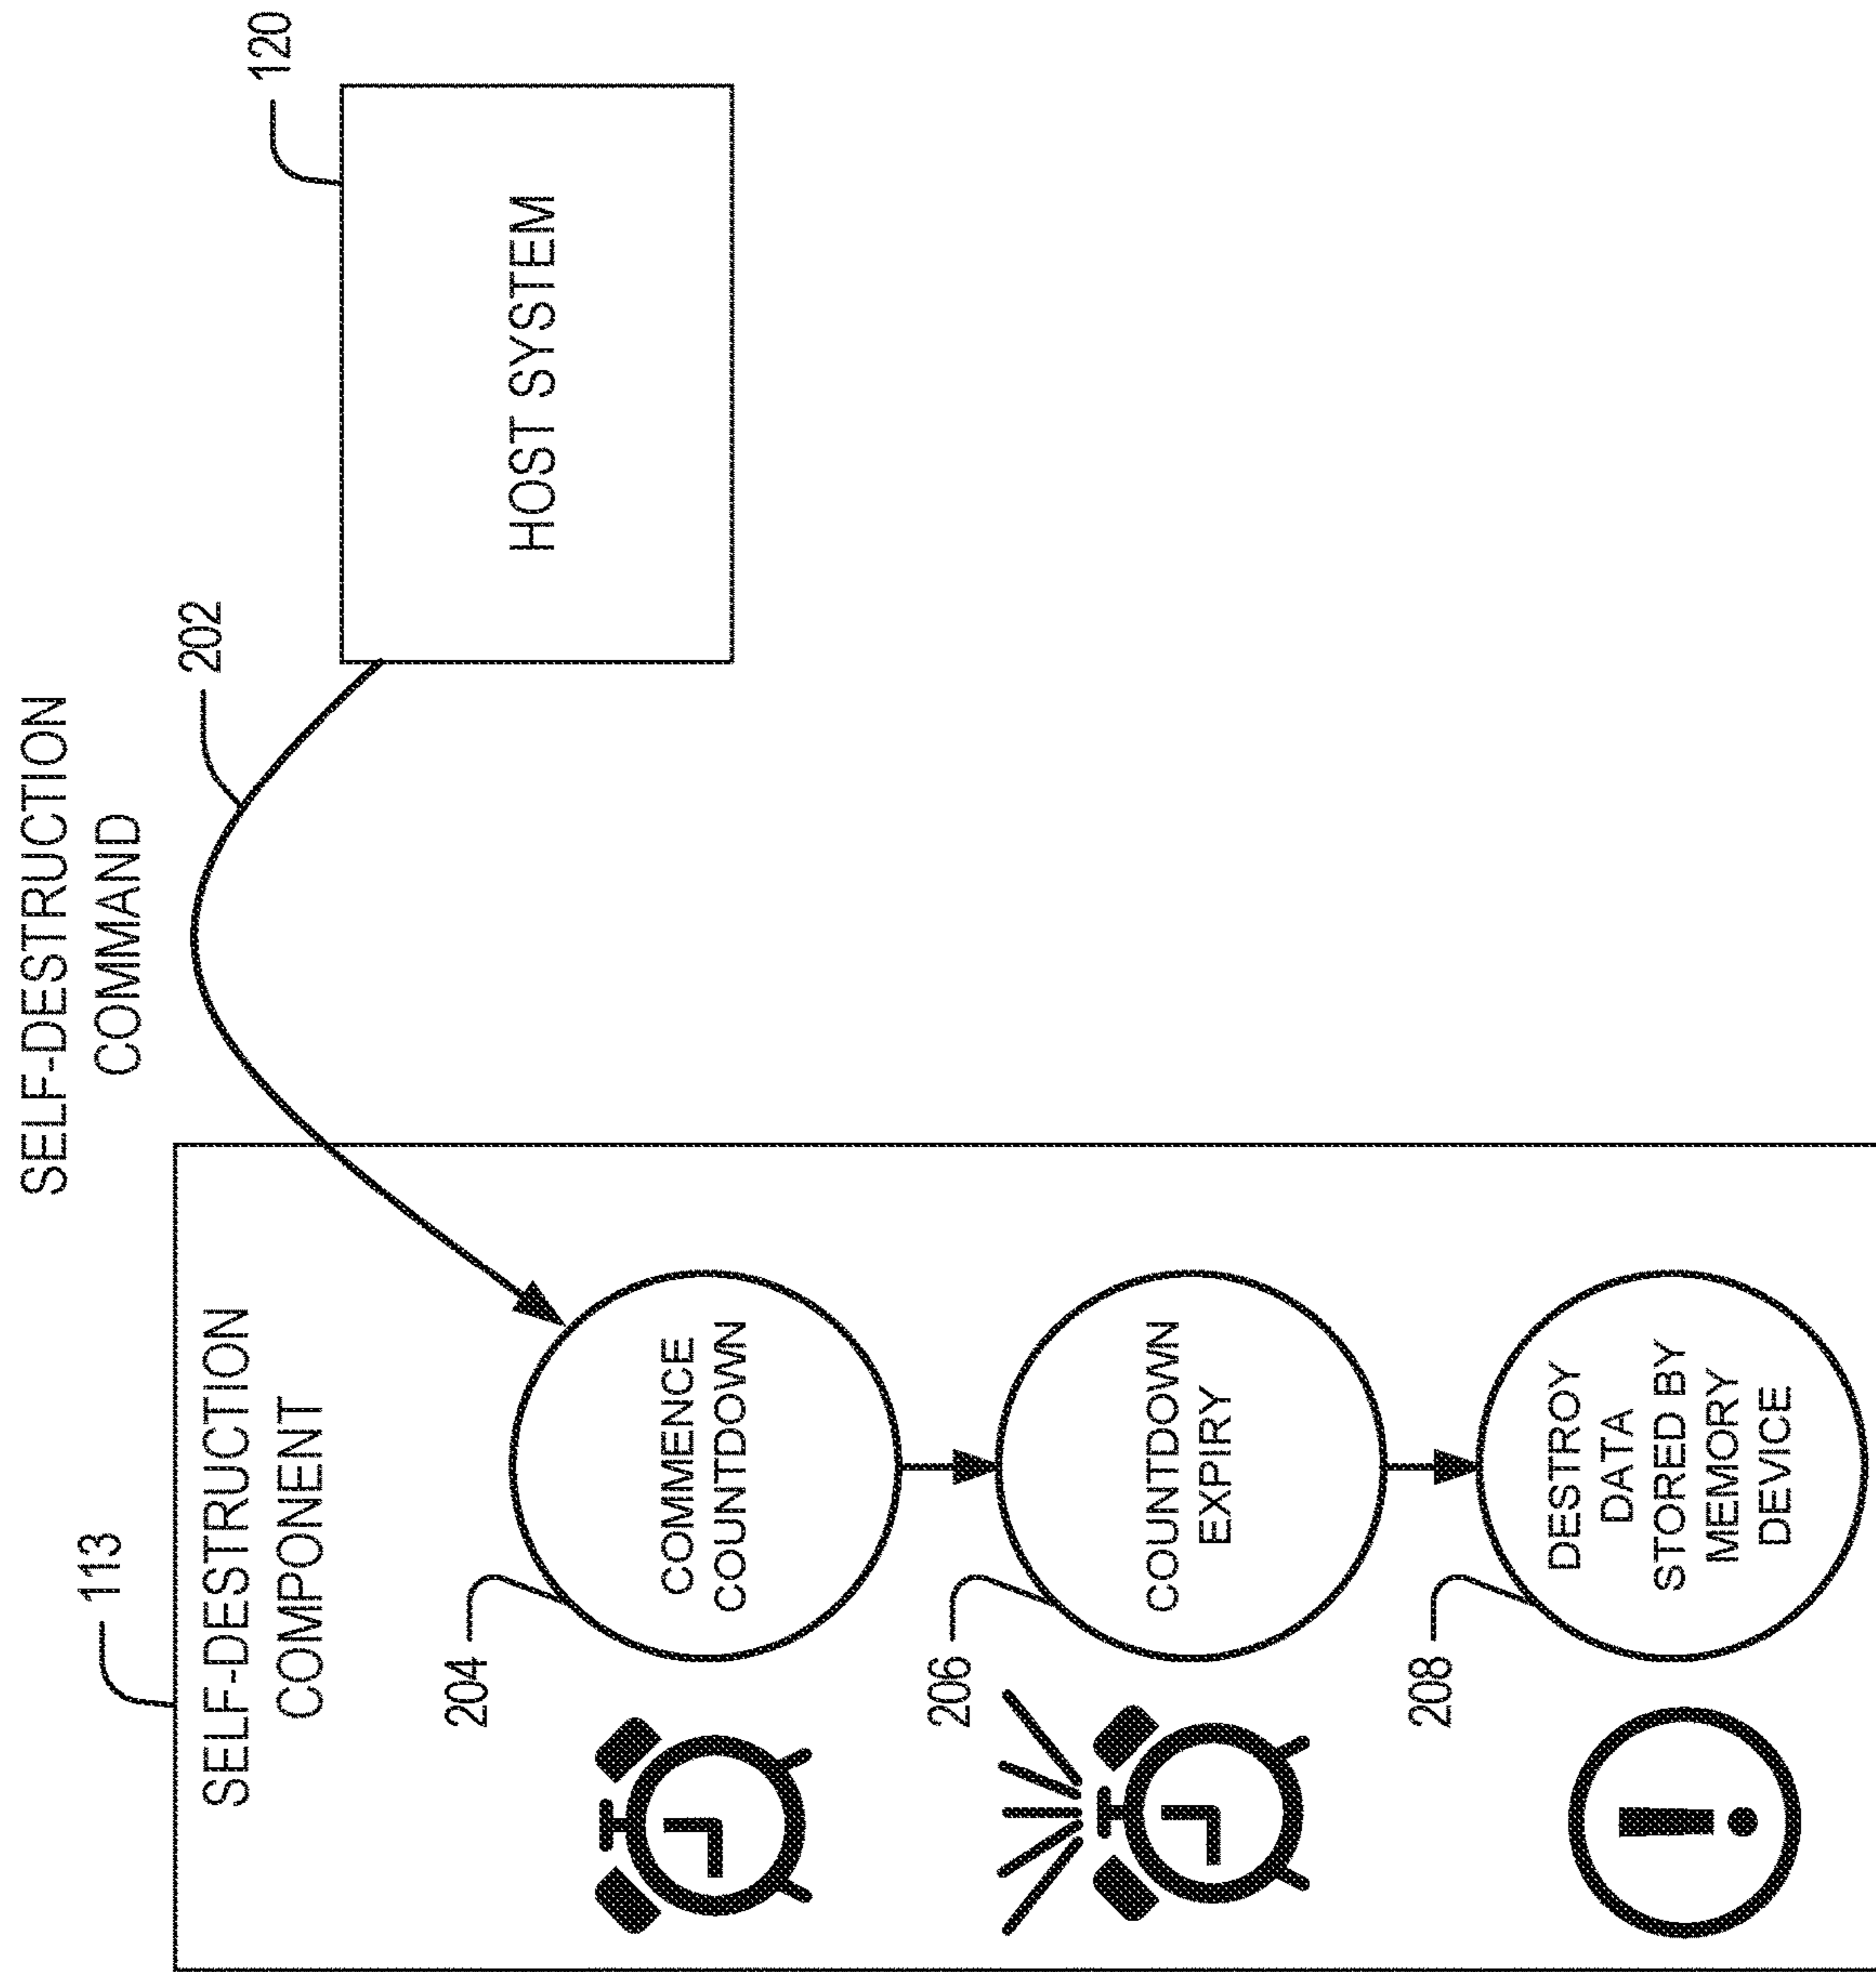 SELF-DESTRUCTION
COMMAND
113
202
120
SELF-DESTRUCTION
COMPONENT
HOST SYSTEM
204
COMMENCE
COUNTDOWN
206
COUNTDOWN
EXPIRY
208
DESTROY
DATA
STORED BY
MEMORY
DEVICE
!